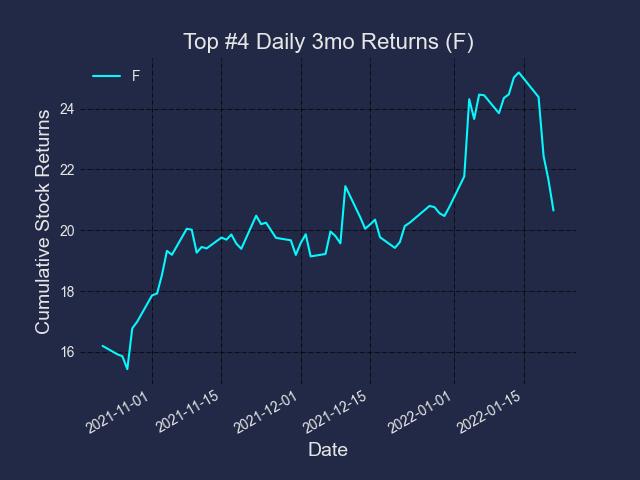 Top #4 Daily 3mo Returns (F)
F
Cumulative Stock Returns
24
22
20
18
16
2021-11-01
2021-11-15
2021-12-01
2021-12-15
2022-01-01
2022-01-15
Date